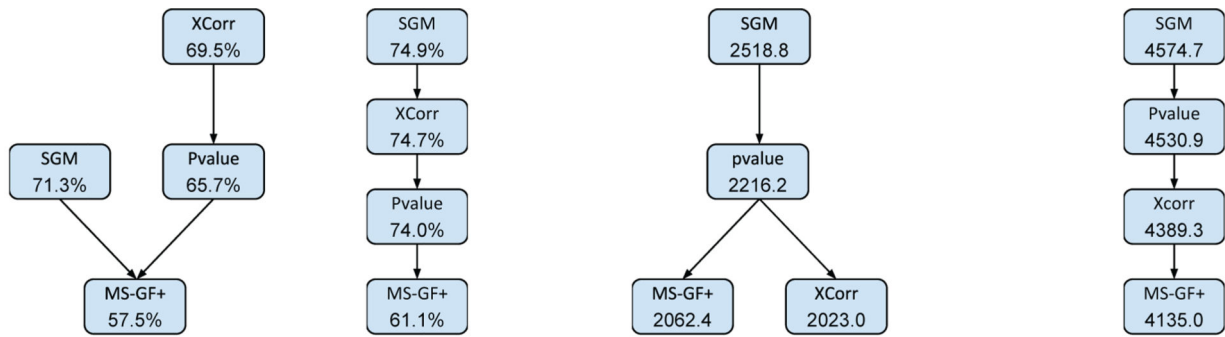 XCorr
69.5%
SGM
71.3%
Pvalue
65.7%
MS-GF+
57.5%
SGM
74.9%
XCorr
74.7%
Pvalue
74.0%
MS-GF+
61.1%
SGM
2518.8
pvalue
2216.2
MS-GF+
2062.4
XCorr
2023.0
SGM
4574.7
Pvalue
4530.9
Xcorr
4389.3
MS-GF+
4135.0